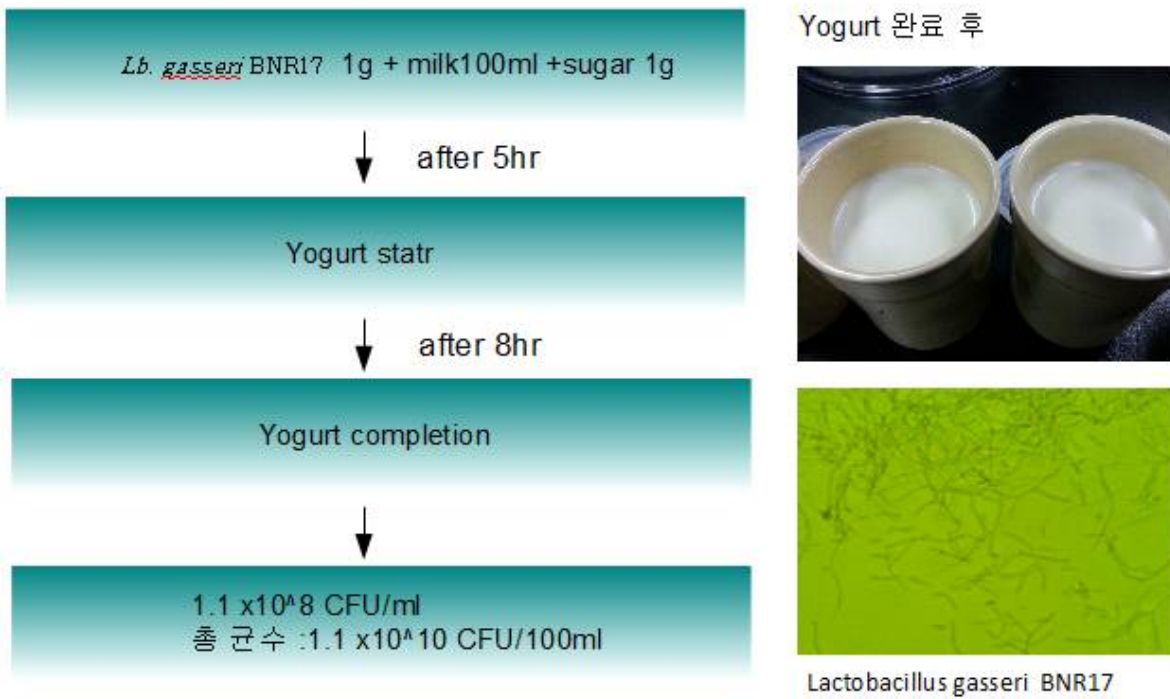 Lb. gasseri BNR17 1g + milk100ml +sugar 1g
after 5hr
Yogurt statr
after 8hr
Yogurt completion
1.1 x10^8 CFU/ml
총 균수 :1.1 x10^10 CFU/100ml
Yogurt 완료 후
Lactobacillus gasseri BNR17